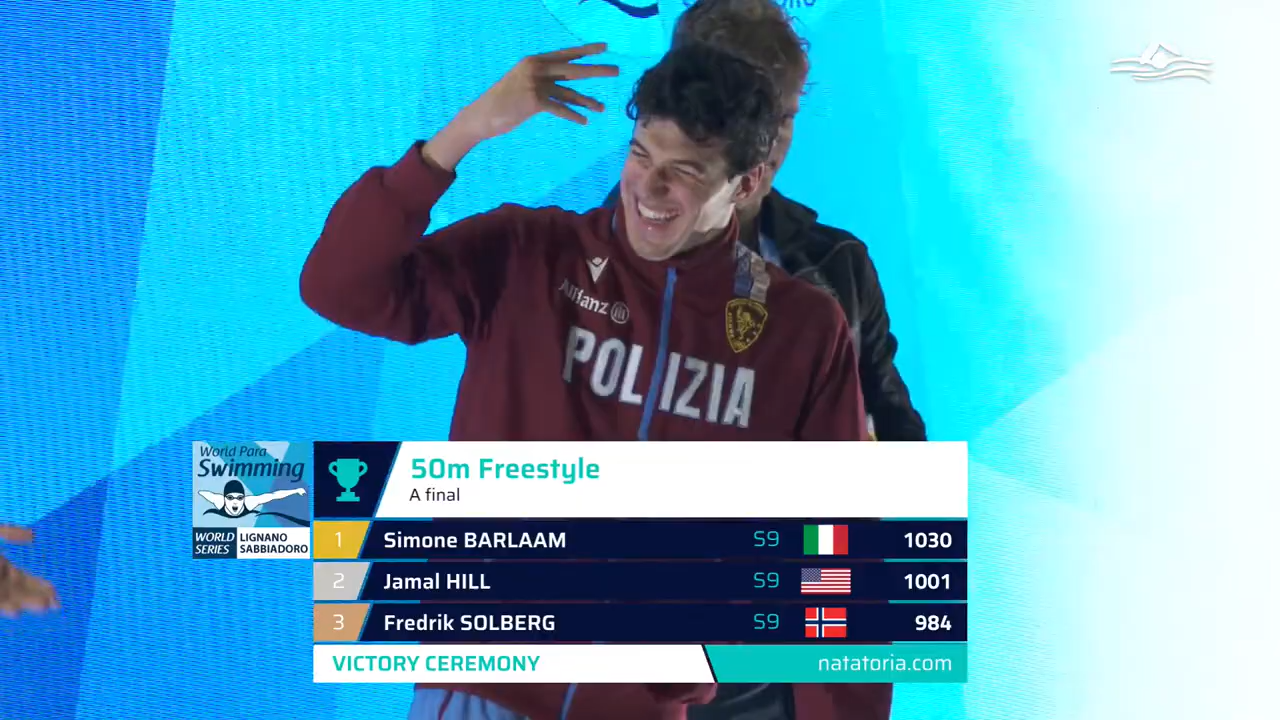 Allianz
POLIZIA
World Para
Swimming
WORLD
SERIES
LIGNANO
SABBIADORO
50m Freestyle
A final
1 Simone BARLAAM S9 1030
2 Jamal HILL S9 1001
3 Fredrik SOLBERG S9 984
VICTORY CEREMONY
natatoria.com